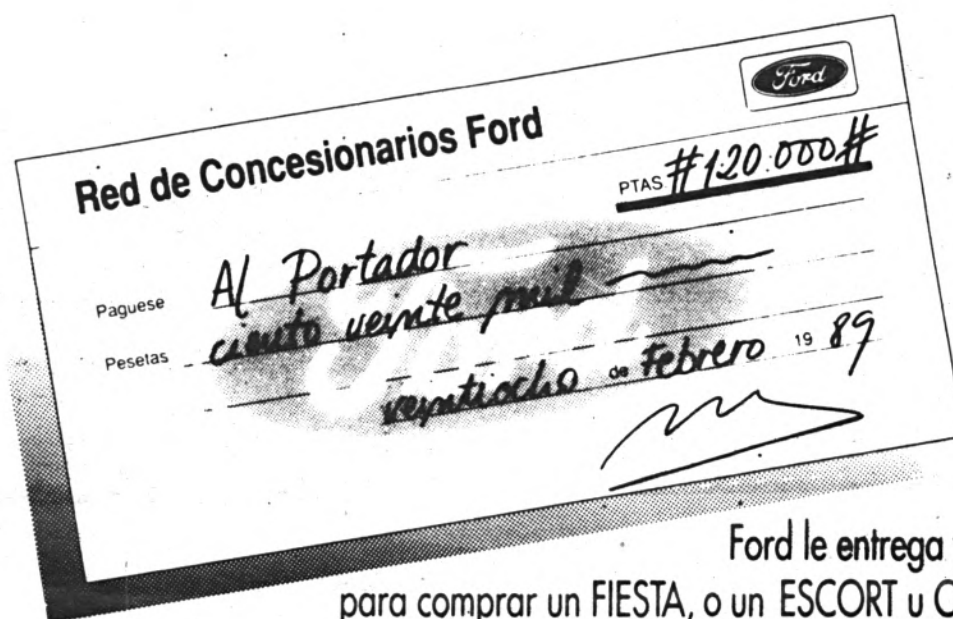 Ford
Red de Concesionarios Ford
PTAS. #120.000#
Paguese Al Portador
Pesetas ciento veinte mil
veintiocho de Febrero 19 89
Ford le entrega
para comprar un FIESTA, o un ESCORT u